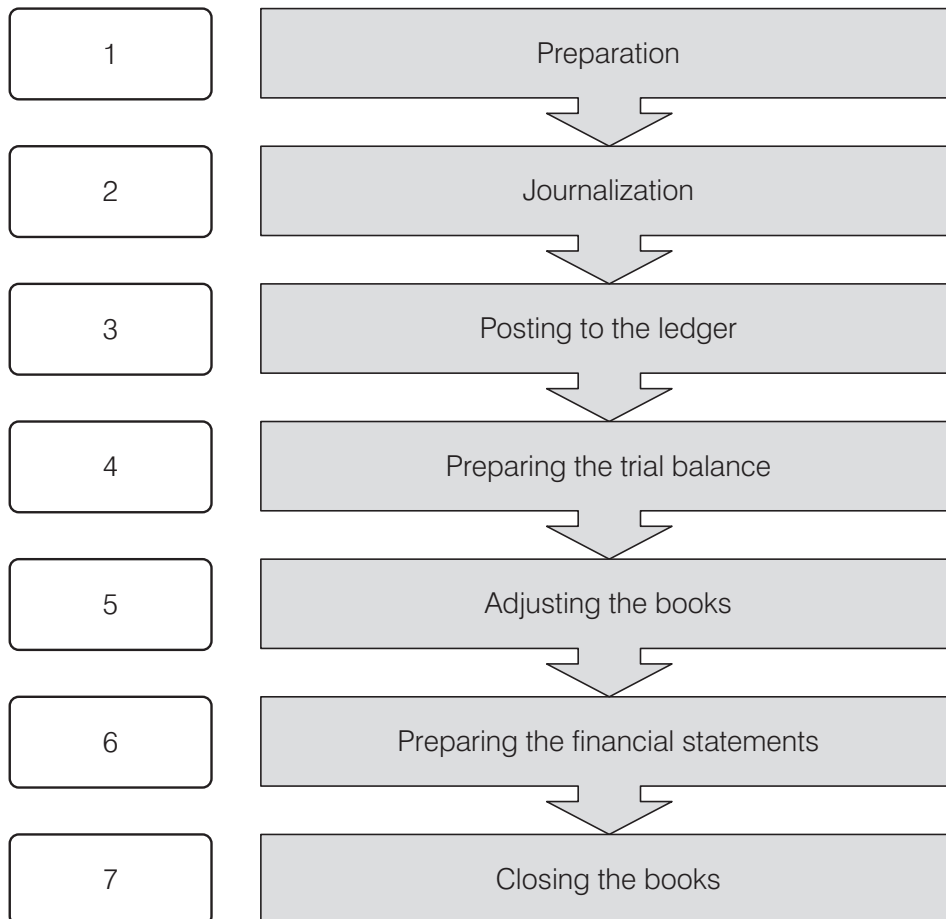 1
Preparation
2
Journalization
3
Posting to the ledger
4
Preparing the trial balance
5
Adjusting the books
6
Preparing the financial statements
7
Closing the books